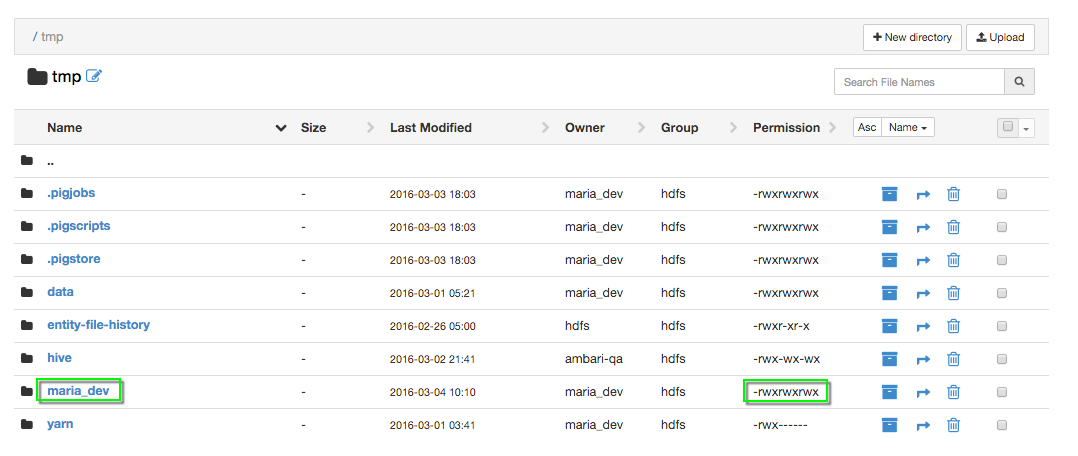 / tmp
New directory
Upload
tmp
Search File Names
Name Size Last Modified Owner Group Permission Asc Name
..
.pigjobs - 2016-03-03 18:03 maria_dev hdfs -rwxrwxrwx
.pigscripts - 2016-03-03 18:03 maria_dev hdfs -rwxrwxrwx
.pigstore - 2016-03-03 18:03 maria_dev hdfs -rwxrwxrwx
data - 2016-03-01 05:21 maria_dev hdfs -rwxrwxrwx
entity-file-history - 2016-02-26 05:00 hdfs hdfs -rwxr-xr-x
hive - 2016-03-02 21:41 ambari-qa hdfs -rwx-wx-wx
maria_dev - 2016-03-04 10:10 maria_dev hdfs -rwxrwxrwx
yarn - 2016-03-01 03:41 maria_dev hdfs -rwx------